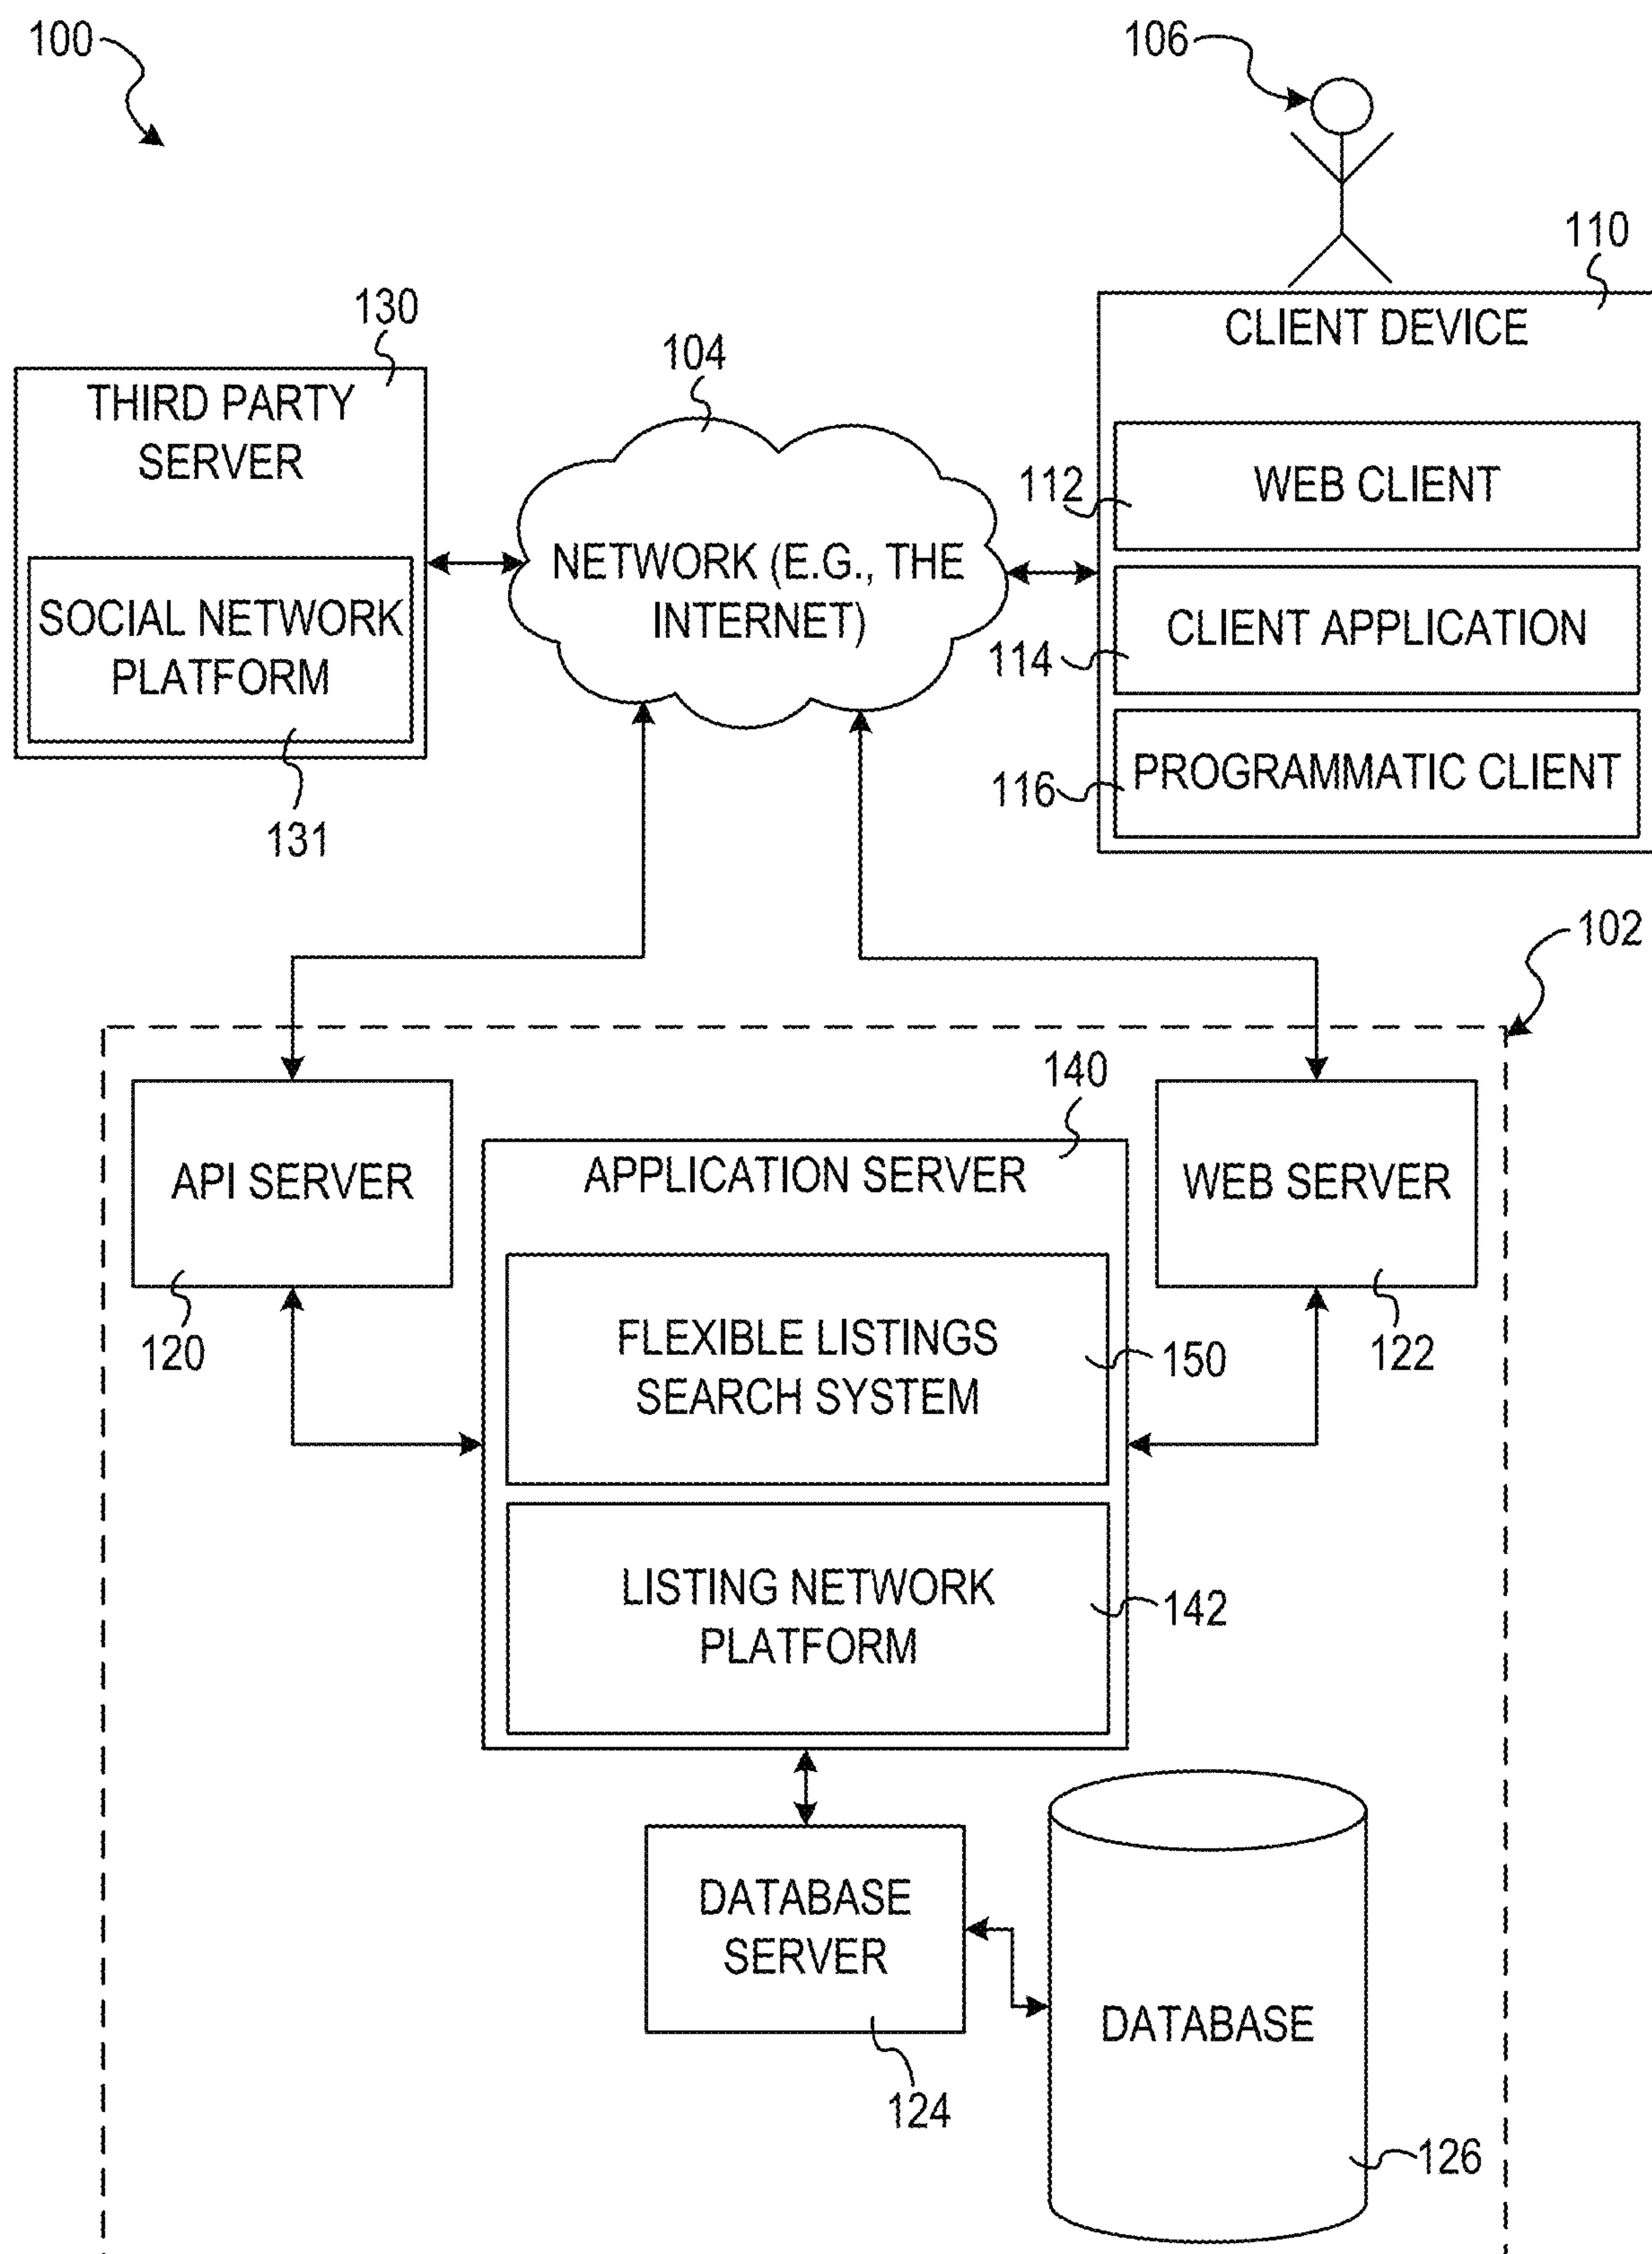 100
106
110
CLIENT DEVICE
130
THIRD PARTY
SERVER
104
112
WEB CLIENT
NETWORK (E.G., THE
INTERNET)
SOCIAL NETWORK
PLATFORM
114
CLIENT APPLICATION
116
PROGRAMMATIC CLIENT
131
102
140
API SERVER
APPLICATION SERVER
WEB SERVER
120
FLEXIBLE LISTINGS
SEARCH SYSTEM
150
122
LISTING NETWORK
PLATFORM
142
DATABASE
SERVER
DATABASE
124
126